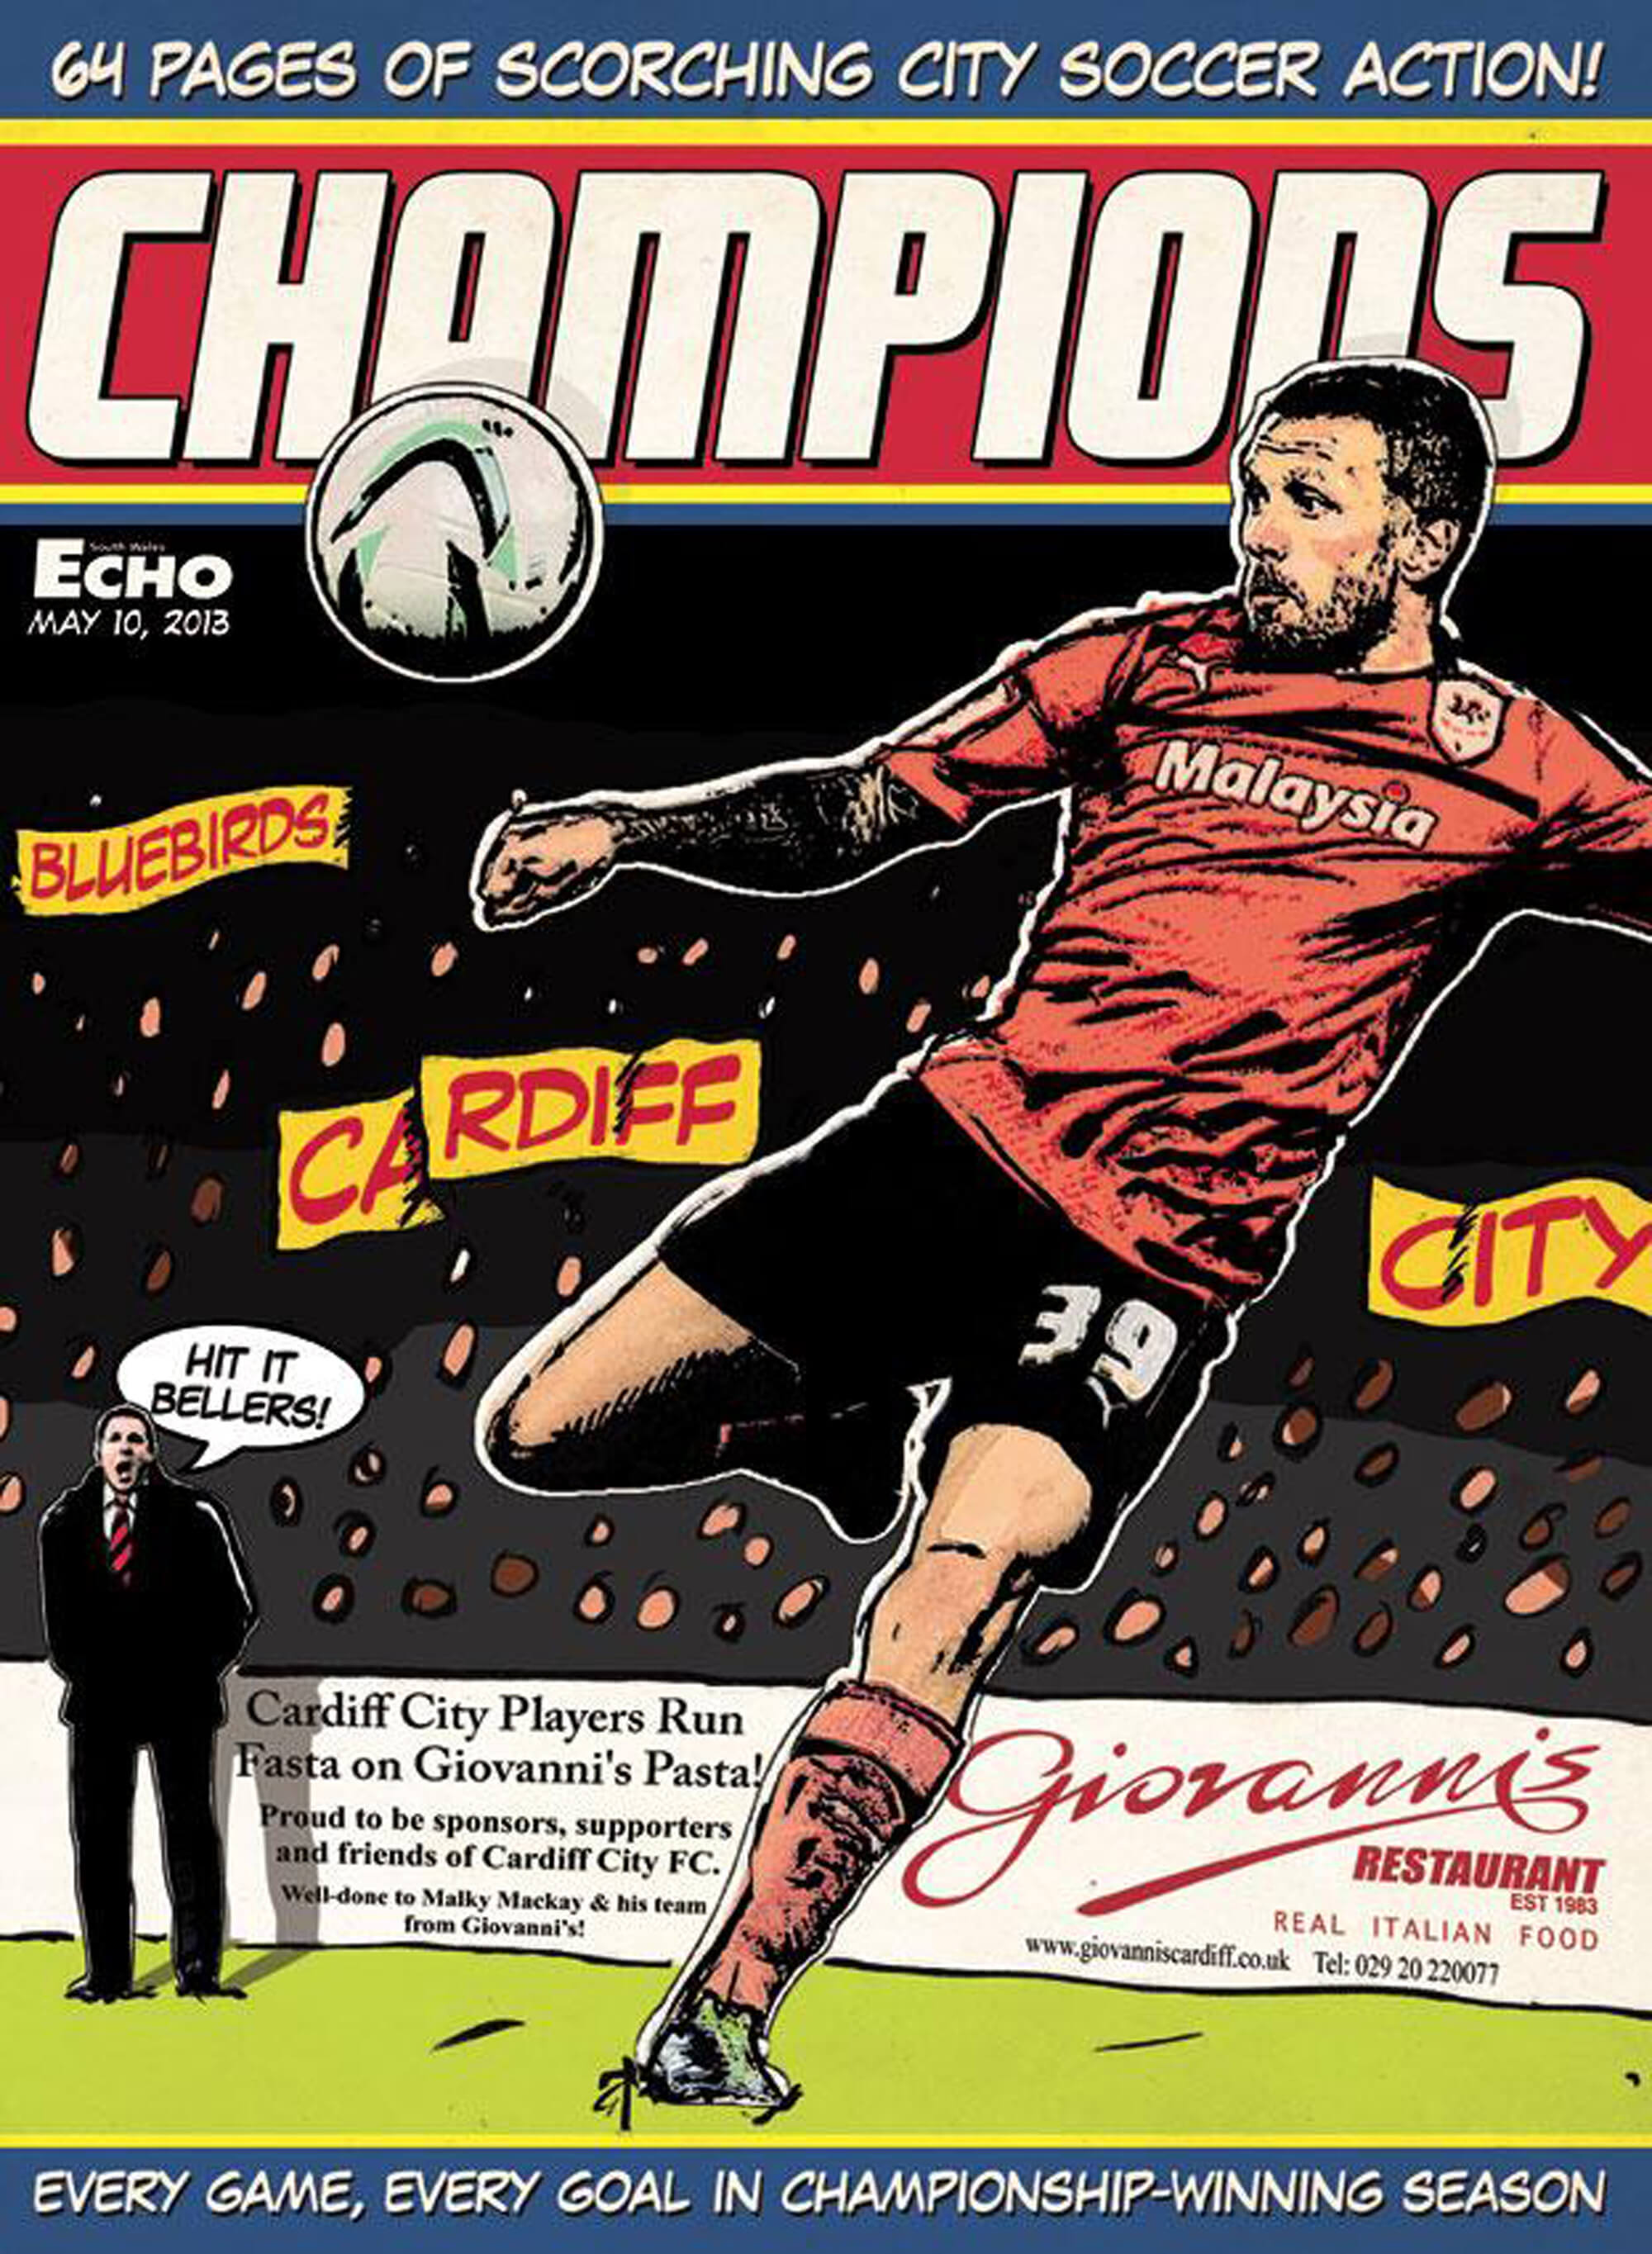 64 PAGES OF SCORCHING CITY SOCCER ACTION!
CHAMPIONS
South Wales
ECHO
MAY 10, 2013
Malaysia
BLUEBIRDS
CARDIFF
CITY
39
HIT IT
BELLERS!
Cardiff City Players Run
Fasta on Giovanni's Pasta!
Proud to be sponsors, supporters
and friends of Cardiff City FC.
Well-done to Malky Mackay & his team
from Giovanni's!
Giovanni's
RESTAURANT
EST 1983
REAL ITALIAN FOOD
www.giovanniscardiff.co.uk Tel: 029 20 220077
EVERY GAME, EVERY GOAL IN CHAMPIONSHIP-WINNING SEASON